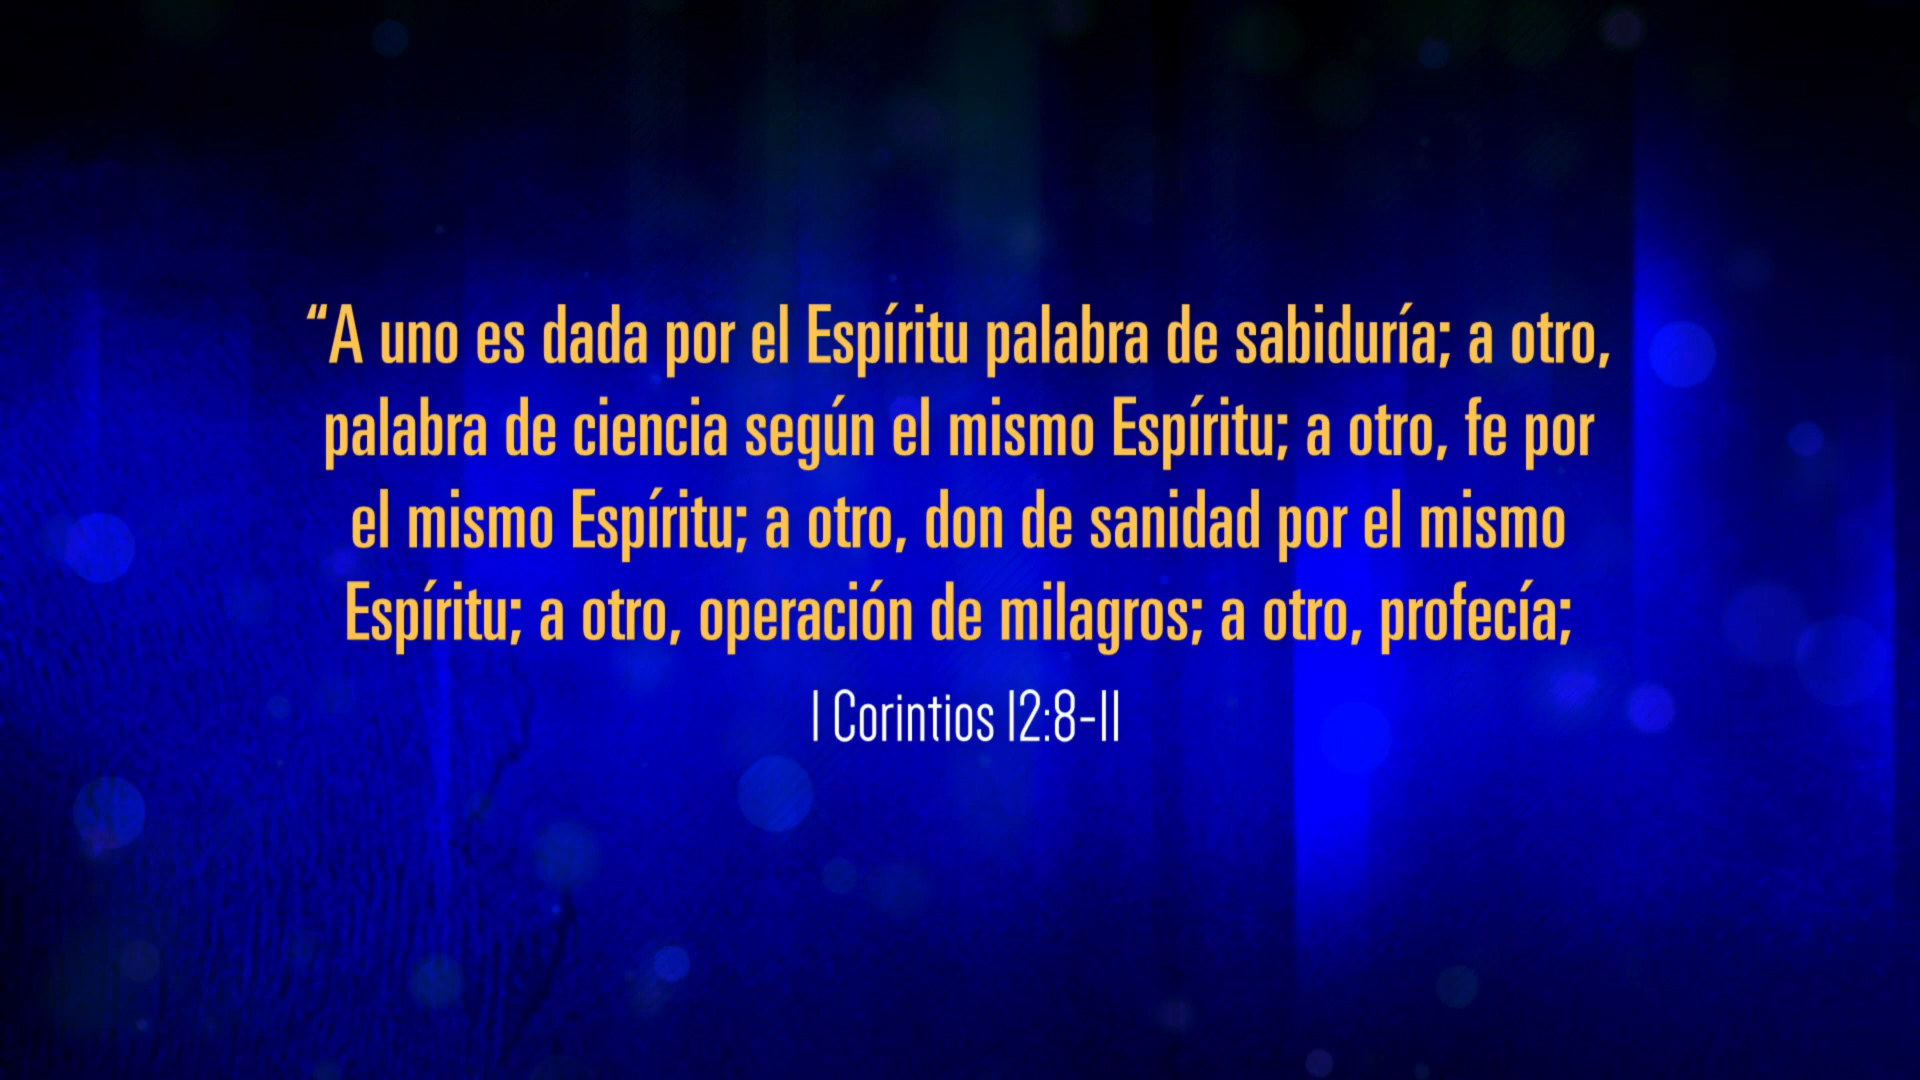 “A uno es dada por el Espíritu palabra de sabiduría; a otro,
palabra de ciencia según el mismo Espíritu; a otro, fe por
el mismo Espíritu; a otro, don de sanidad por el mismo
Espíritu; a otro, operación de milagros; a otro, profecía;
1 Corintios 12:8-11